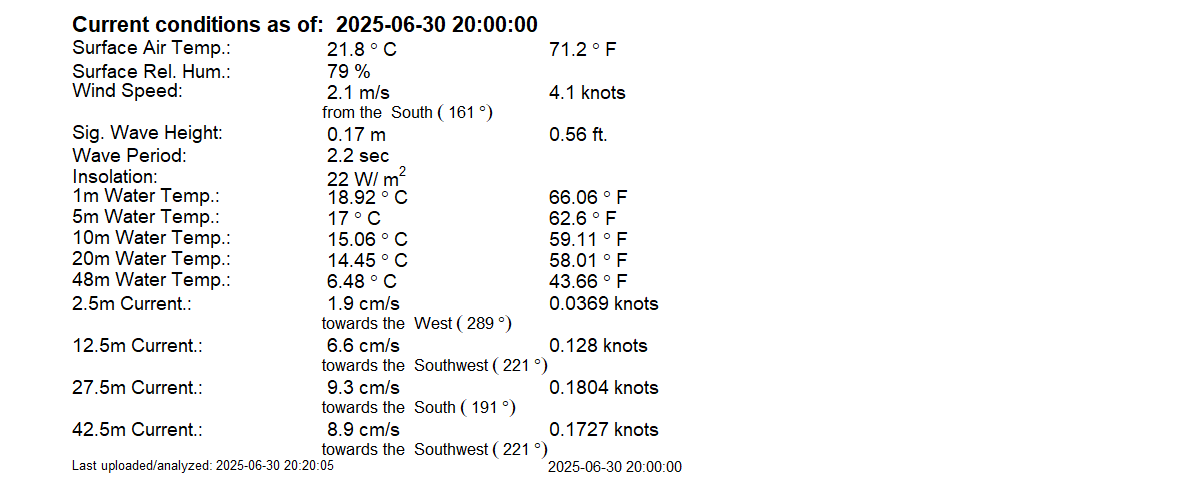 Current conditions as of: 2025-06-30 20:00:00
Surface Air Temp.: 21.8 ° C 71.2 ° F
Surface Rel. Hum.: 79 %
Wind Speed: 2.1 m/s 4.1 knots
from the South ( 161 °)
Sig. Wave Height: 0.17 m 0.56 ft.
Wave Period: 2.2 sec
Insolation: 22 W/ m²
1m Water Temp.: 18.92 ° C 66.06 ° F
5m Water Temp.: 17 ° C 62.6 ° F
10m Water Temp.: 15.06 ° C 59.11 ° F
20m Water Temp.: 14.45 ° C 58.01 ° F
48m Water Temp.: 6.48 ° C 43.66 ° F
2.5m Current.: 1.9 cm/s 0.0369 knots
towards the West ( 289 °)
12.5m Current.: 6.6 cm/s 0.128 knots
towards the Southwest ( 221 °)
27.5m Current.: 9.3 cm/s 0.1804 knots
towards the South ( 191 °)
42.5m Current.: 8.9 cm/s 0.1727 knots
towards the Southwest ( 221 °)
Last uploaded/analyzed: 2025-06-30 20:20:05 2025-06-30 20:00:00